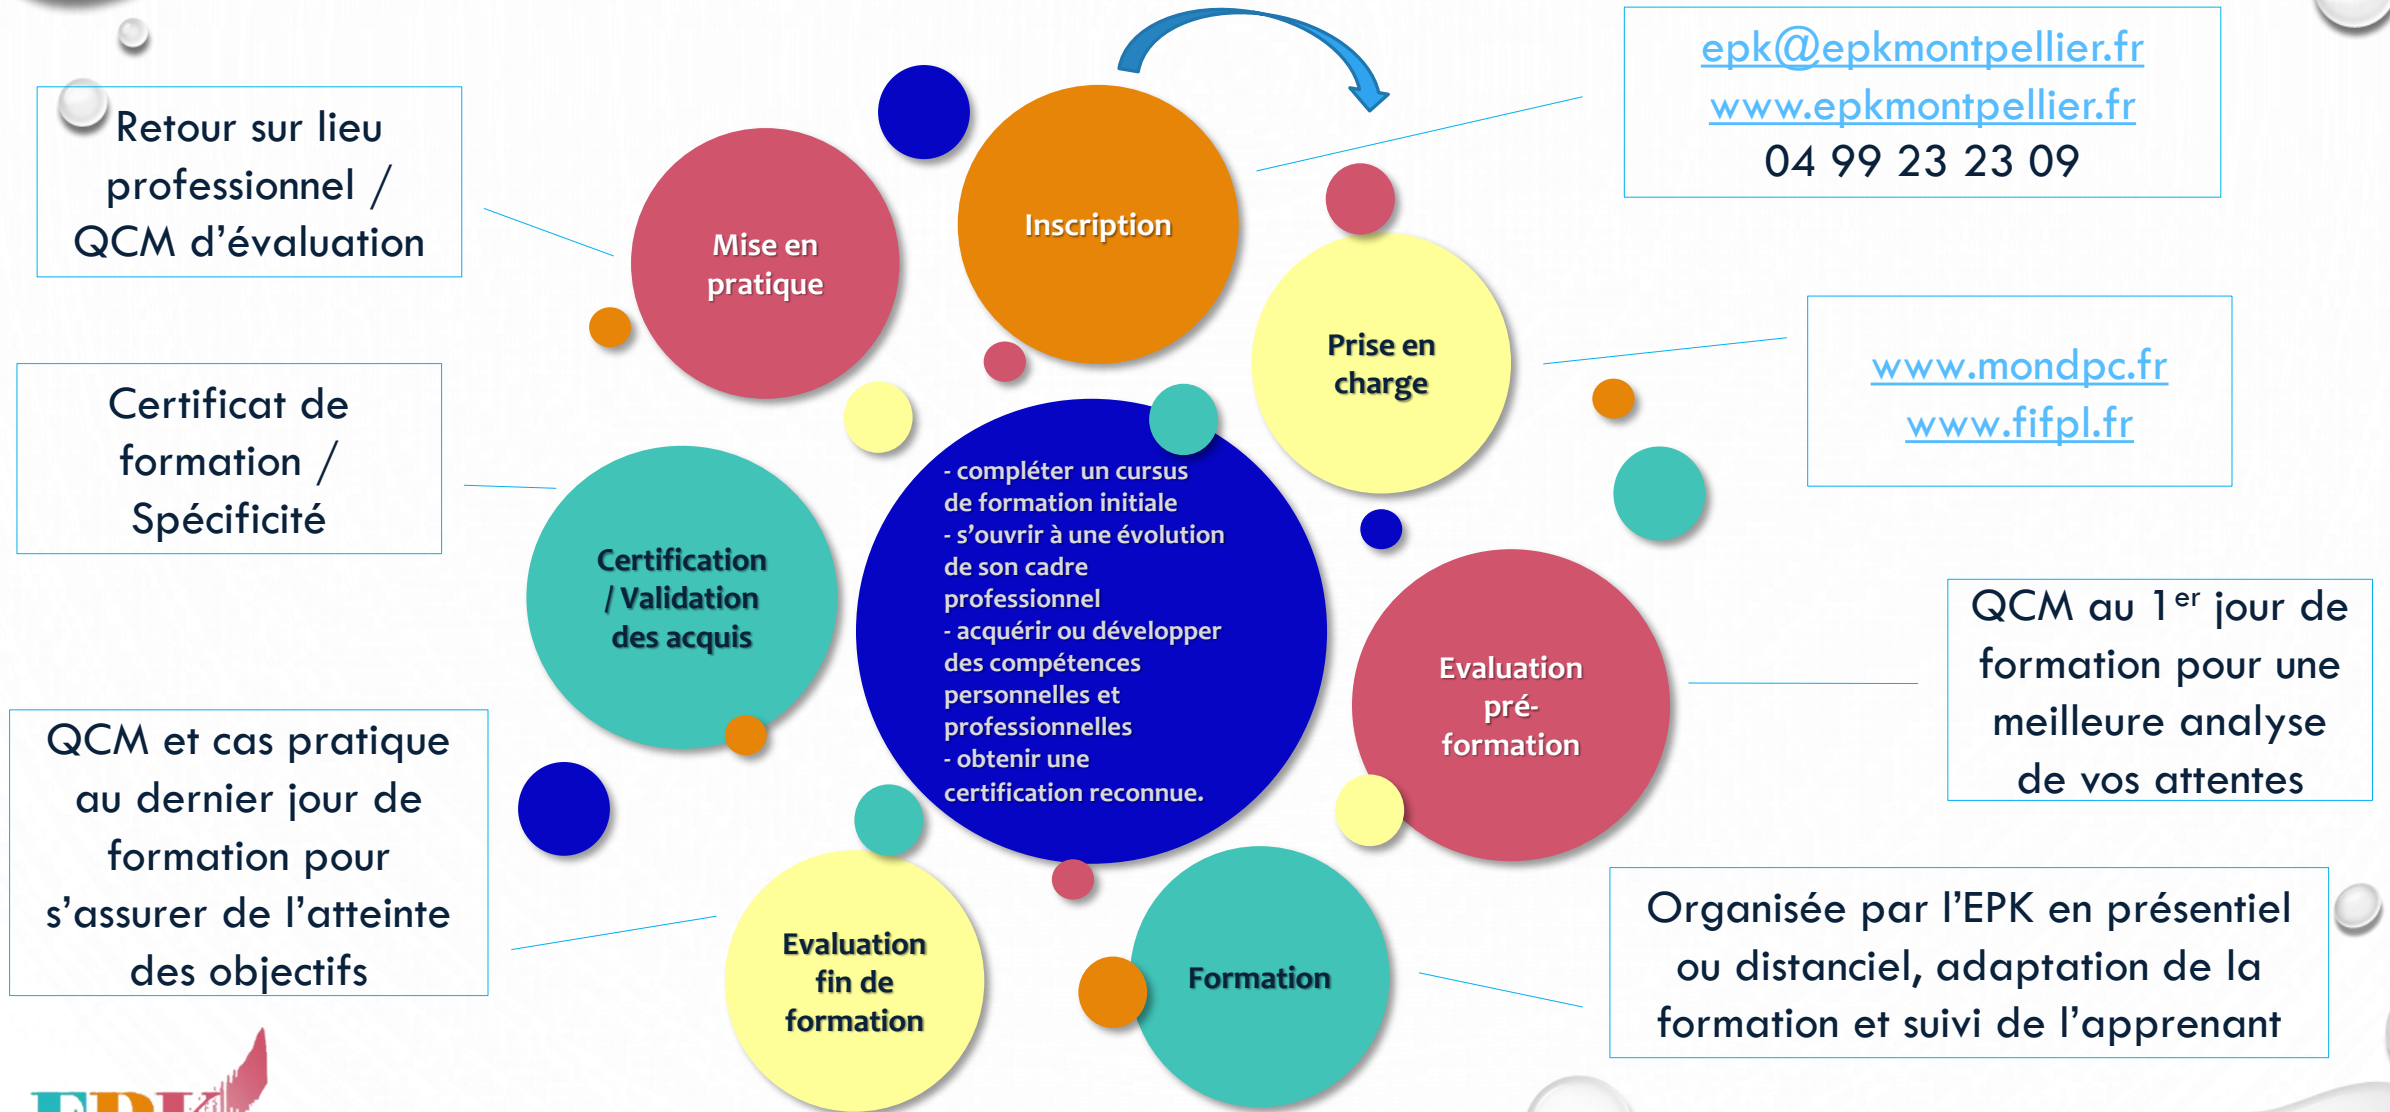 epk@epkmontpellier.fr
www.epkmontpellier.fr
04 99 23 23 09
Inscription
Prise en
charge
www.mondpc.fr
www.fifpl.fr
Evaluation
pré-
formation
QCM au 1er jour de
formation pour une
meilleure analyse
de vos attentes
Formation
Organisée par l’EPK en présentiel
ou distanciel, adaptation de la
formation et suivi de l’apprenant
Evaluation
fin de
formation
QCM et cas pratique
au dernier jour de
formation pour
s’assurer de l’atteinte
des objectifs
Certification
/ Validation
des acquis
Certificat de
formation /
Spécificité
Mise en
pratique
Retour sur lieu
professionnel /
QCM d’évaluation
- compléter un cursus
de formation initiale
- s’ouvrir à une évolution
de son cadre
professionnel
- acquérir ou développer
des compétences
personnelles et
professionnelles
- obtenir une
certification reconnue.
EPK